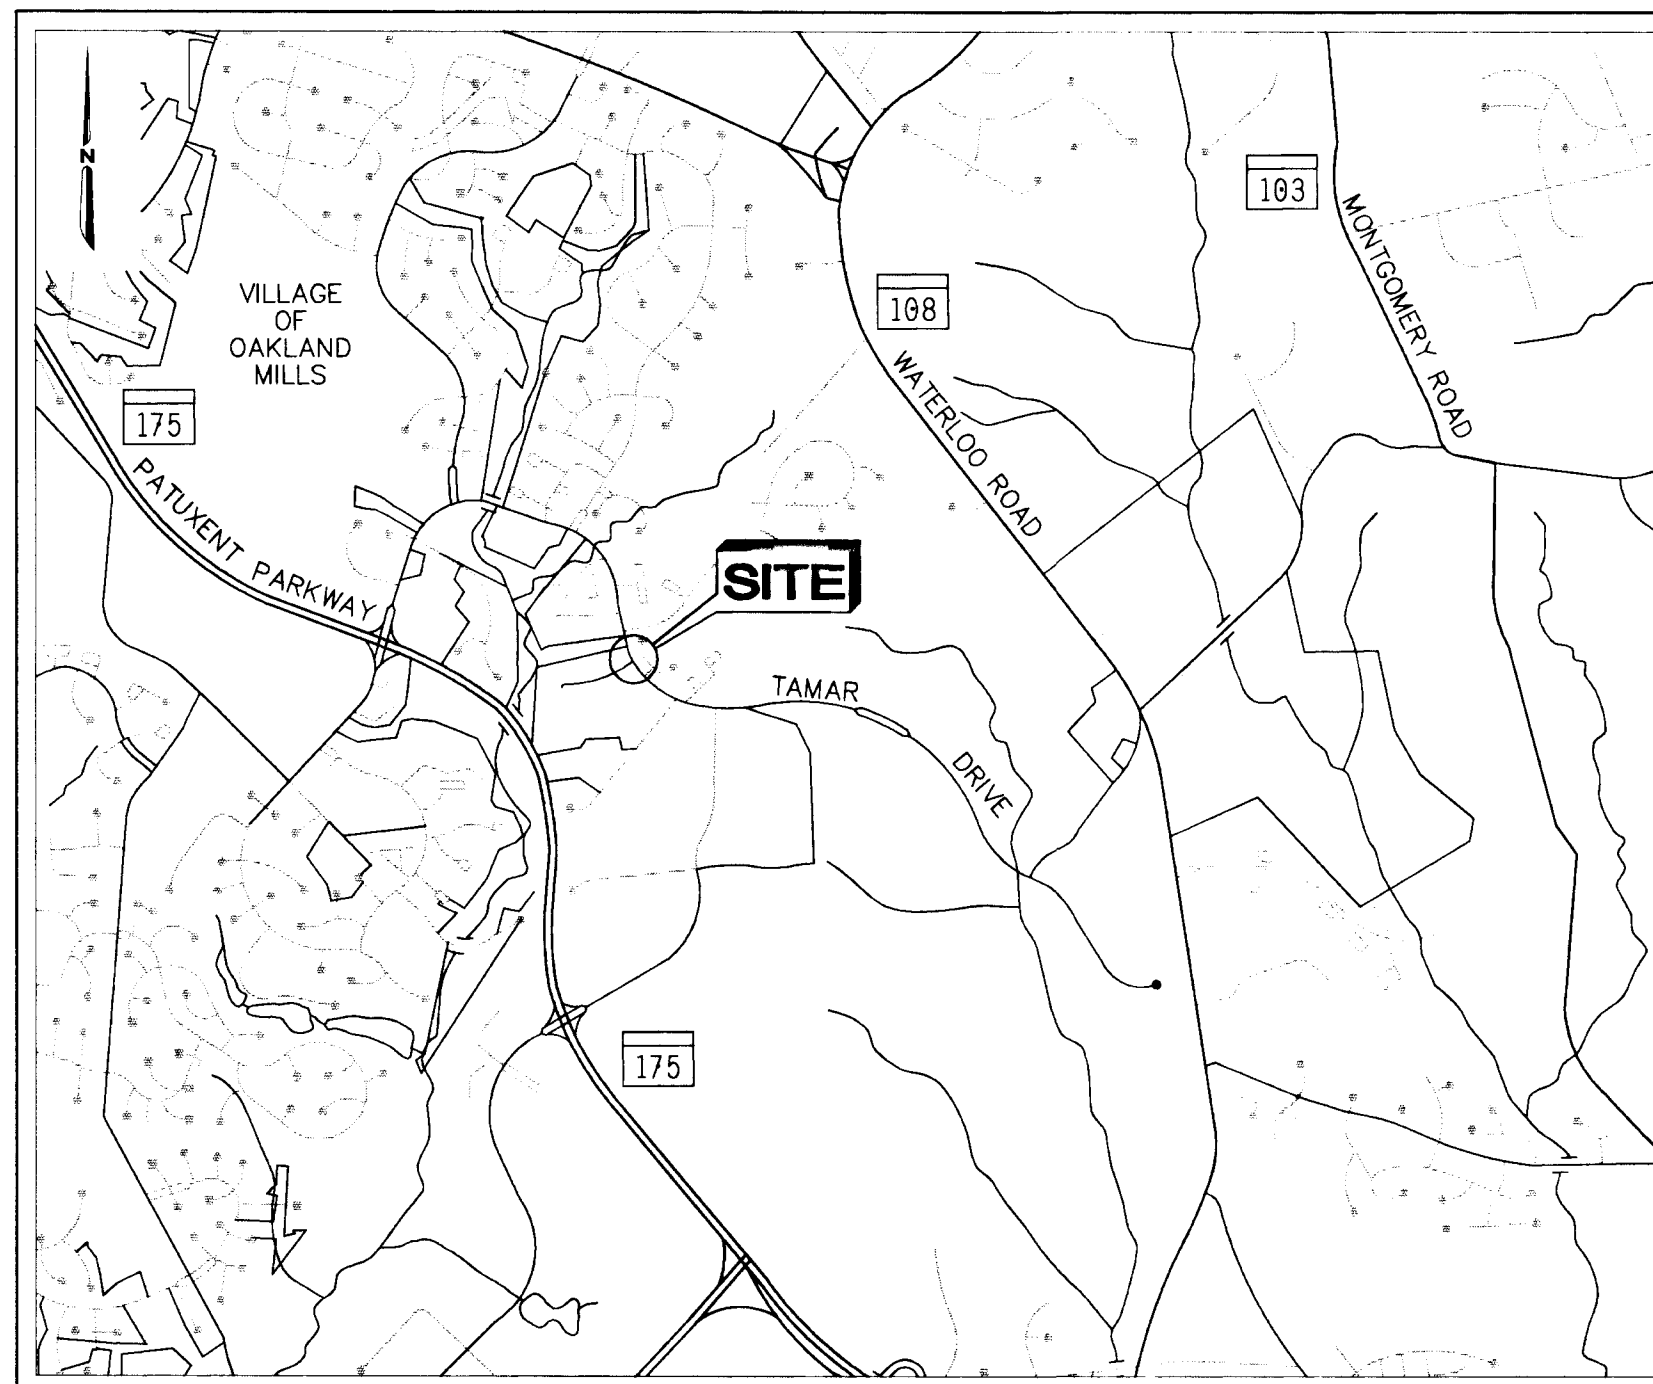 N
103
MONTGOMERY ROAD
VILLAGE
OF
OAKLAND
MILLS
108
WATERLOO ROAD
175
PATUXENT PARKWAY
SITE
TAMAR
DRIVE
175